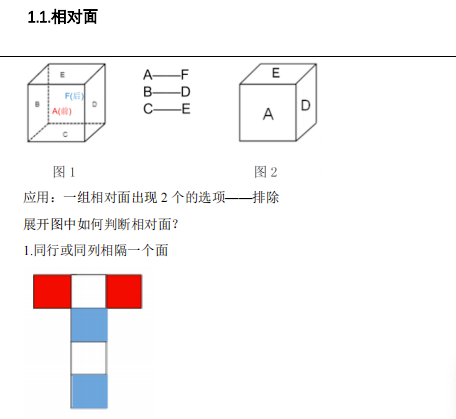 1.1.相对面
E
F(后)
B
A(前)
D
C
A——F
B——D
C——E
E
A
D
图 1
图 2
应用：一组相对面出现 2 个的选项——排除
展开图中如何判断相对面？
1.同行或同列相隔一个面